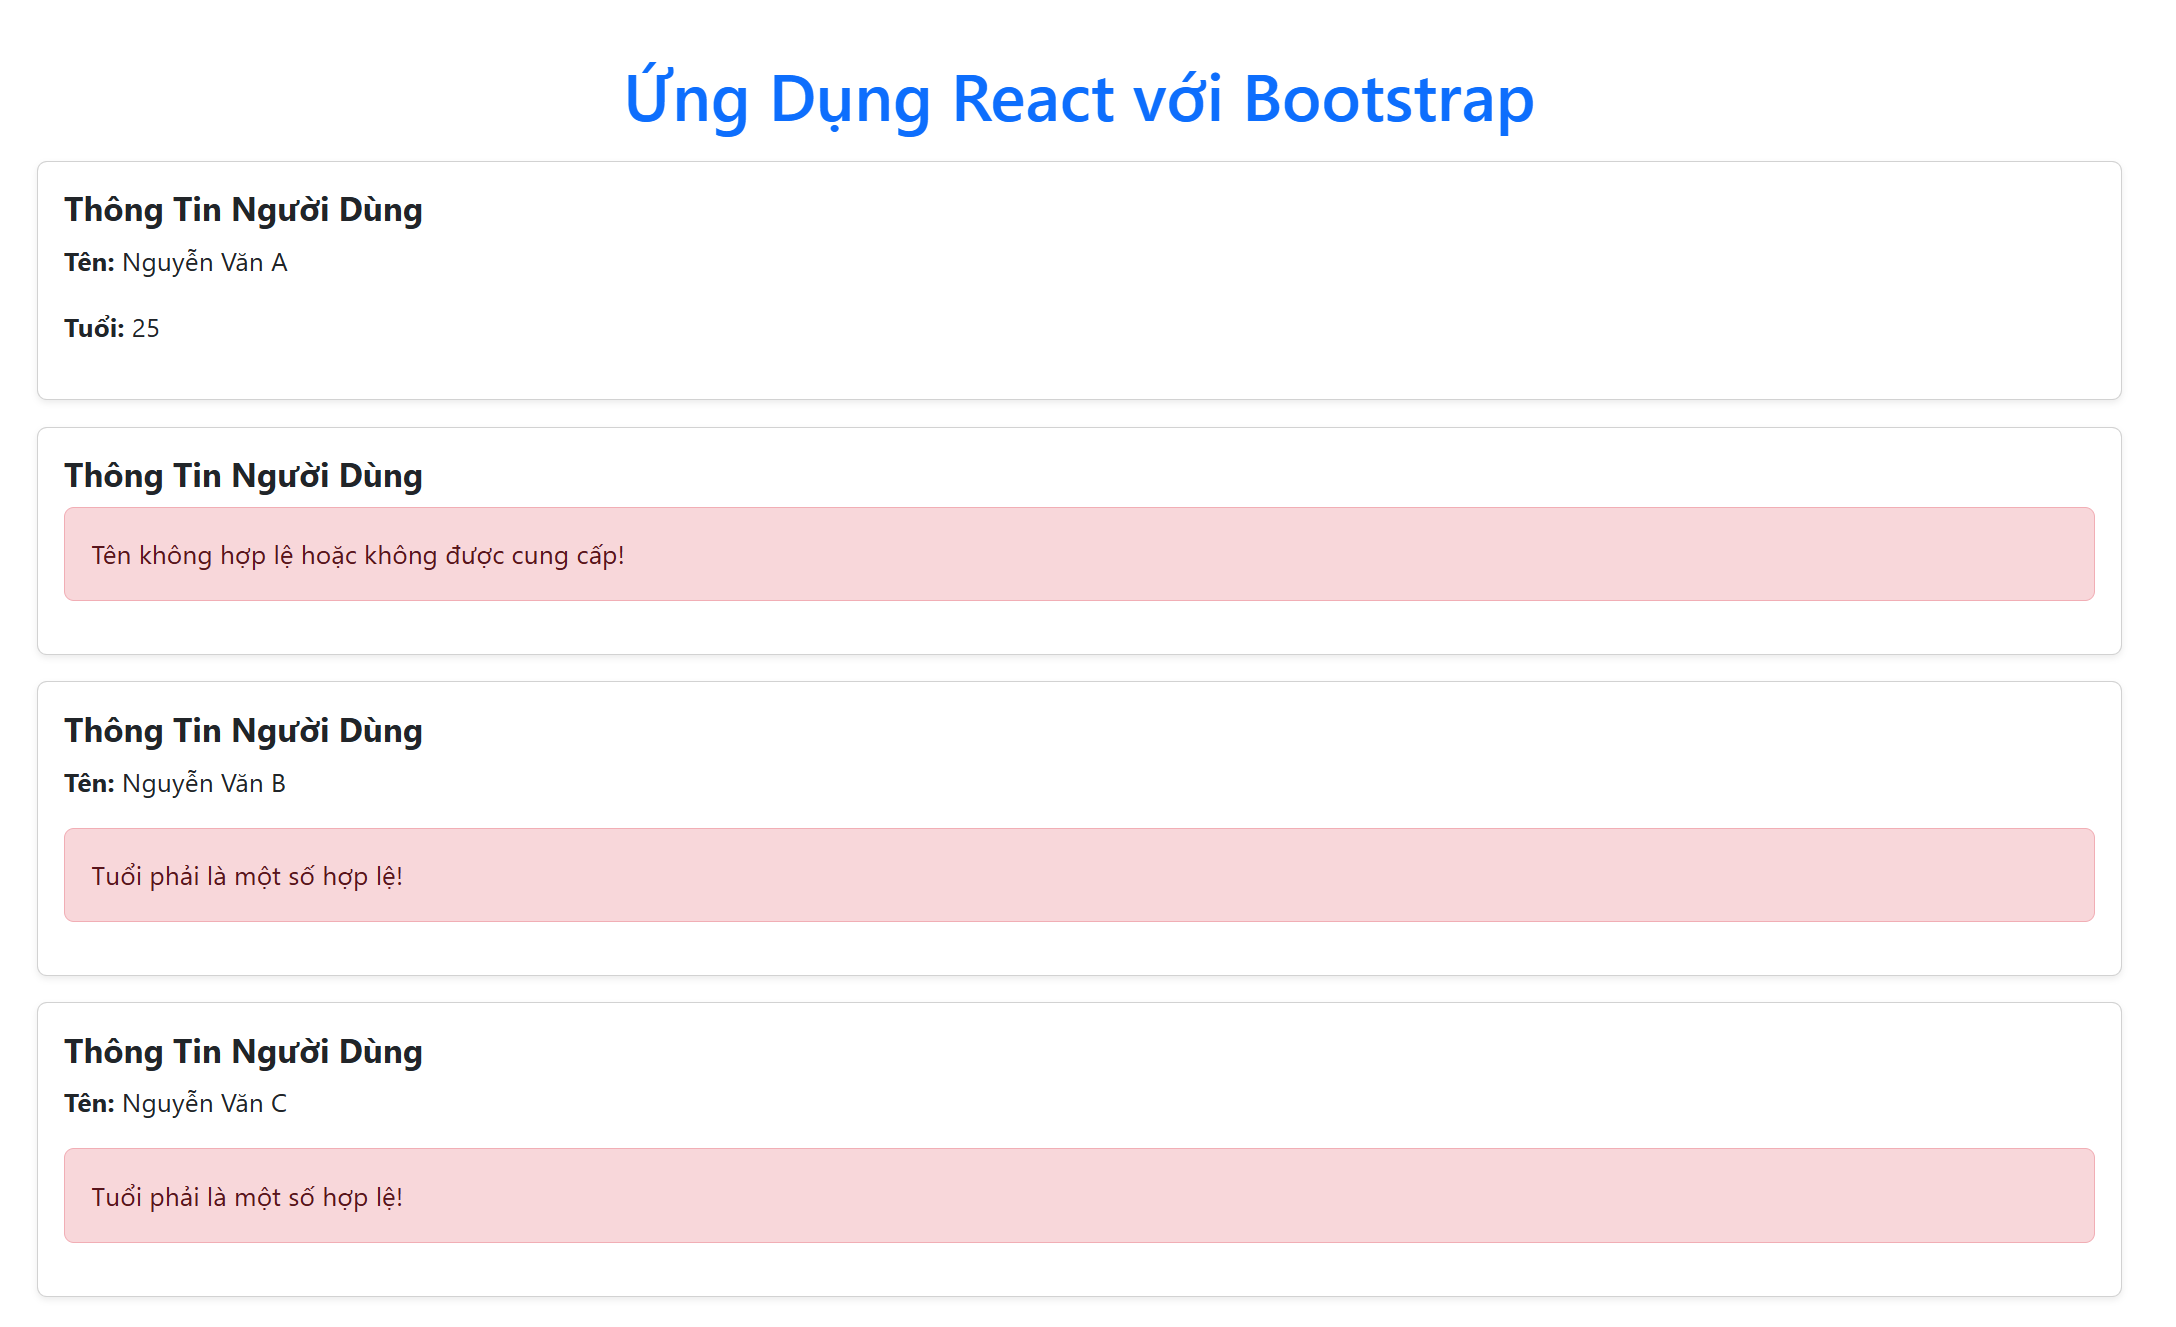 Ứng Dụng React với Bootstrap
Thông Tin Người Dùng
Tên: Nguyễn Văn A
Tuổi: 25
Thông Tin Người Dùng
Tên không hợp lệ hoặc không được cung cấp!
Thông Tin Người Dùng
Tên: Nguyễn Văn B
Tuổi phải là một số hợp lệ!
Thông Tin Người Dùng
Tên: Nguyễn Văn C
Tuổi phải là một số hợp lệ!